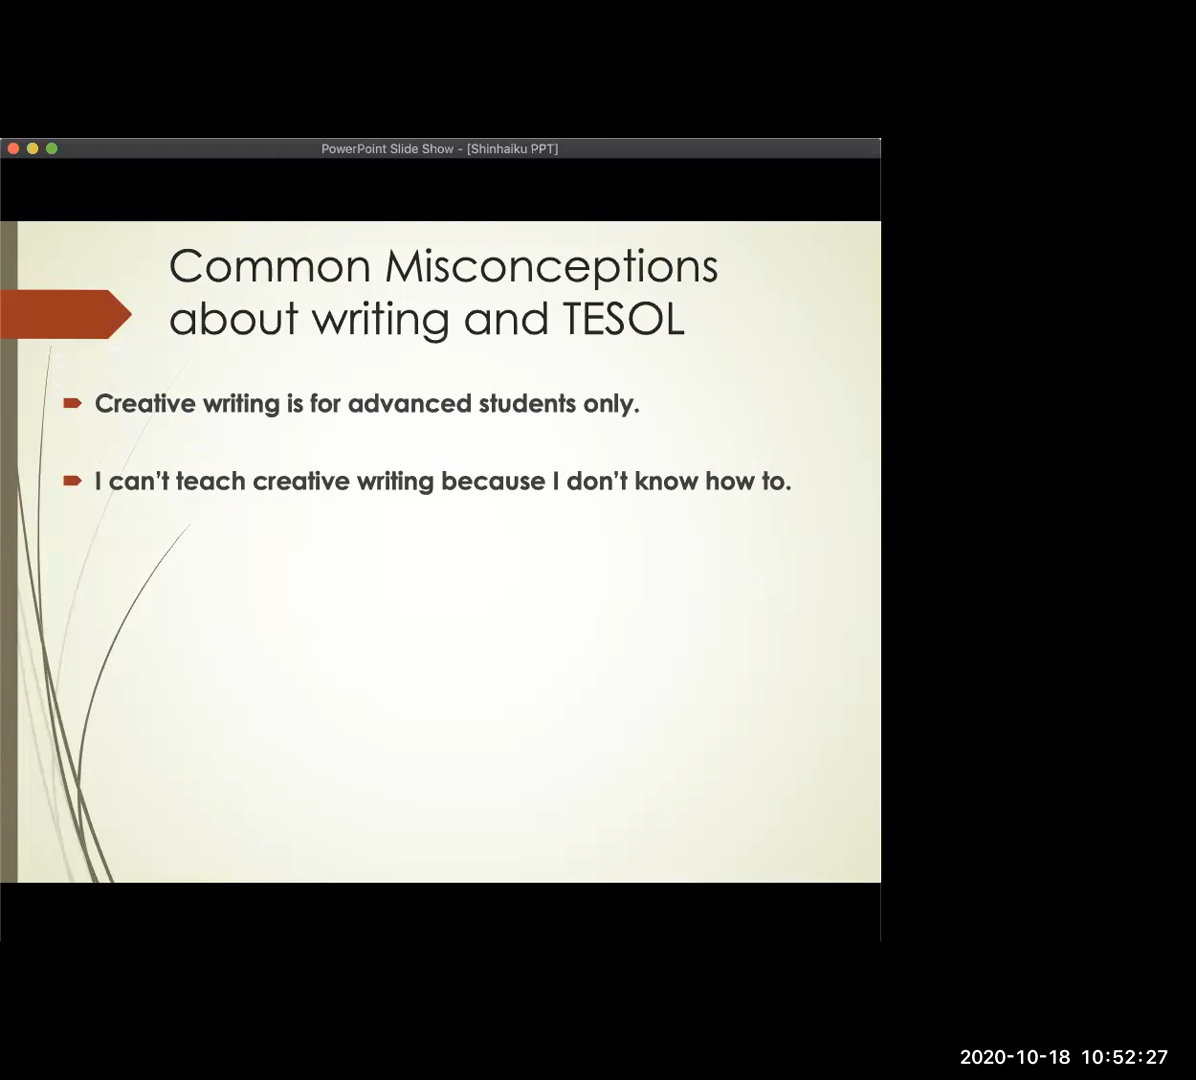 PowerPoint Slide Show - [Shinhaiku PPT]
Common Misconceptions
about writing and TESOL
Creative writing is for advanced students only.
I can’t teach creative writing because I don’t know how to.
2020-10-18 10:52:27